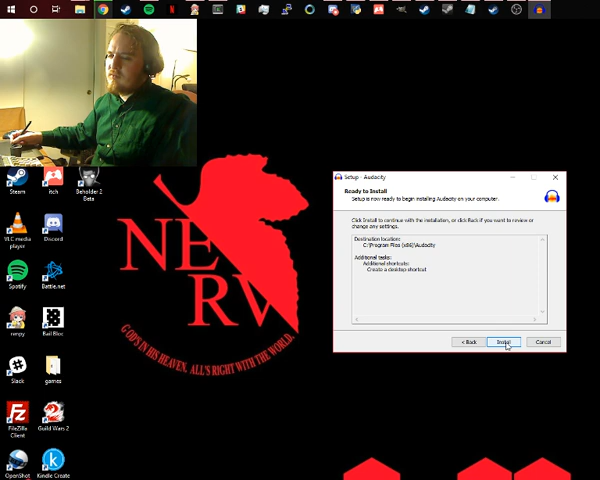 Steam
itch
Beholder 2
Beta
VLC media
player
Discord
Spotify
Battle.net
renpy
Bail Bloc
Slack
games
FileZilla
Client
Guild Wars 2
OpenShot
Kindle Create
NERV
GOD'S IN HIS HEAVEN. ALL'S RIGHT WITH THE WORLD.
Setup - Audacity
Ready to Install
Setup is now ready to begin installing Audacity on your computer.
Click Install to continue with the installation, or click Back if you want to review or
change any settings.
Destination location:
C:\Program Files (x86)\Audacity
Additional tasks:
Additional shortcuts:
Create a desktop shortcut
< Back
Install
Cancel